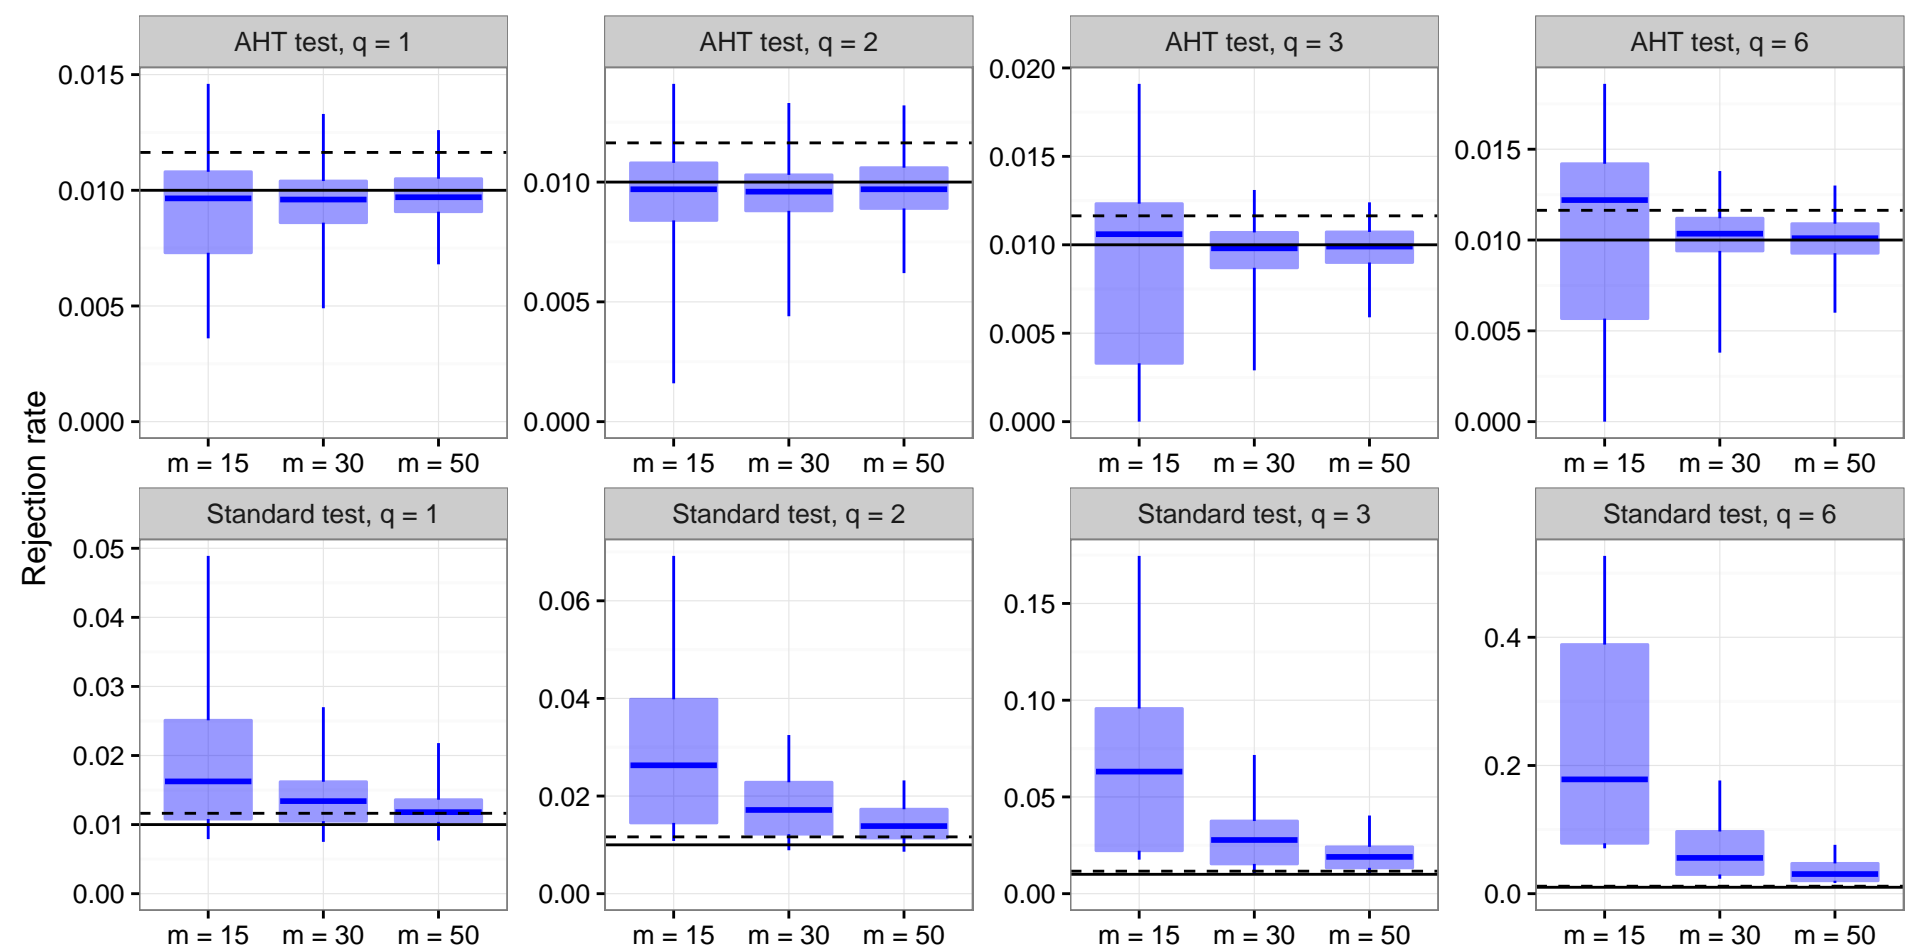 AHT test, q = 1
AHT test, q = 2
AHT test, q = 3
AHT test, q = 6
0.015
0.010
0.005
0.000
0.010
0.005
0.000
0.020
0.015
0.010
0.005
0.000
0.015
0.010
0.005
0.000
m = 15 m = 30 m = 50
m = 15 m = 30 m = 50
m = 15 m = 30 m = 50
m = 15 m = 30 m = 50
Rejection rate
Standard test, q = 1
Standard test, q = 2
Standard test, q = 3
Standard test, q = 6
0.05
0.04
0.03
0.02
0.01
0.00
0.06
0.04
0.02
0.00
0.15
0.10
0.05
0.00
0.4
0.2
0.0
m = 15 m = 30 m = 50
m = 15 m = 30 m = 50
m = 15 m = 30 m = 50
m = 15 m = 30 m = 50